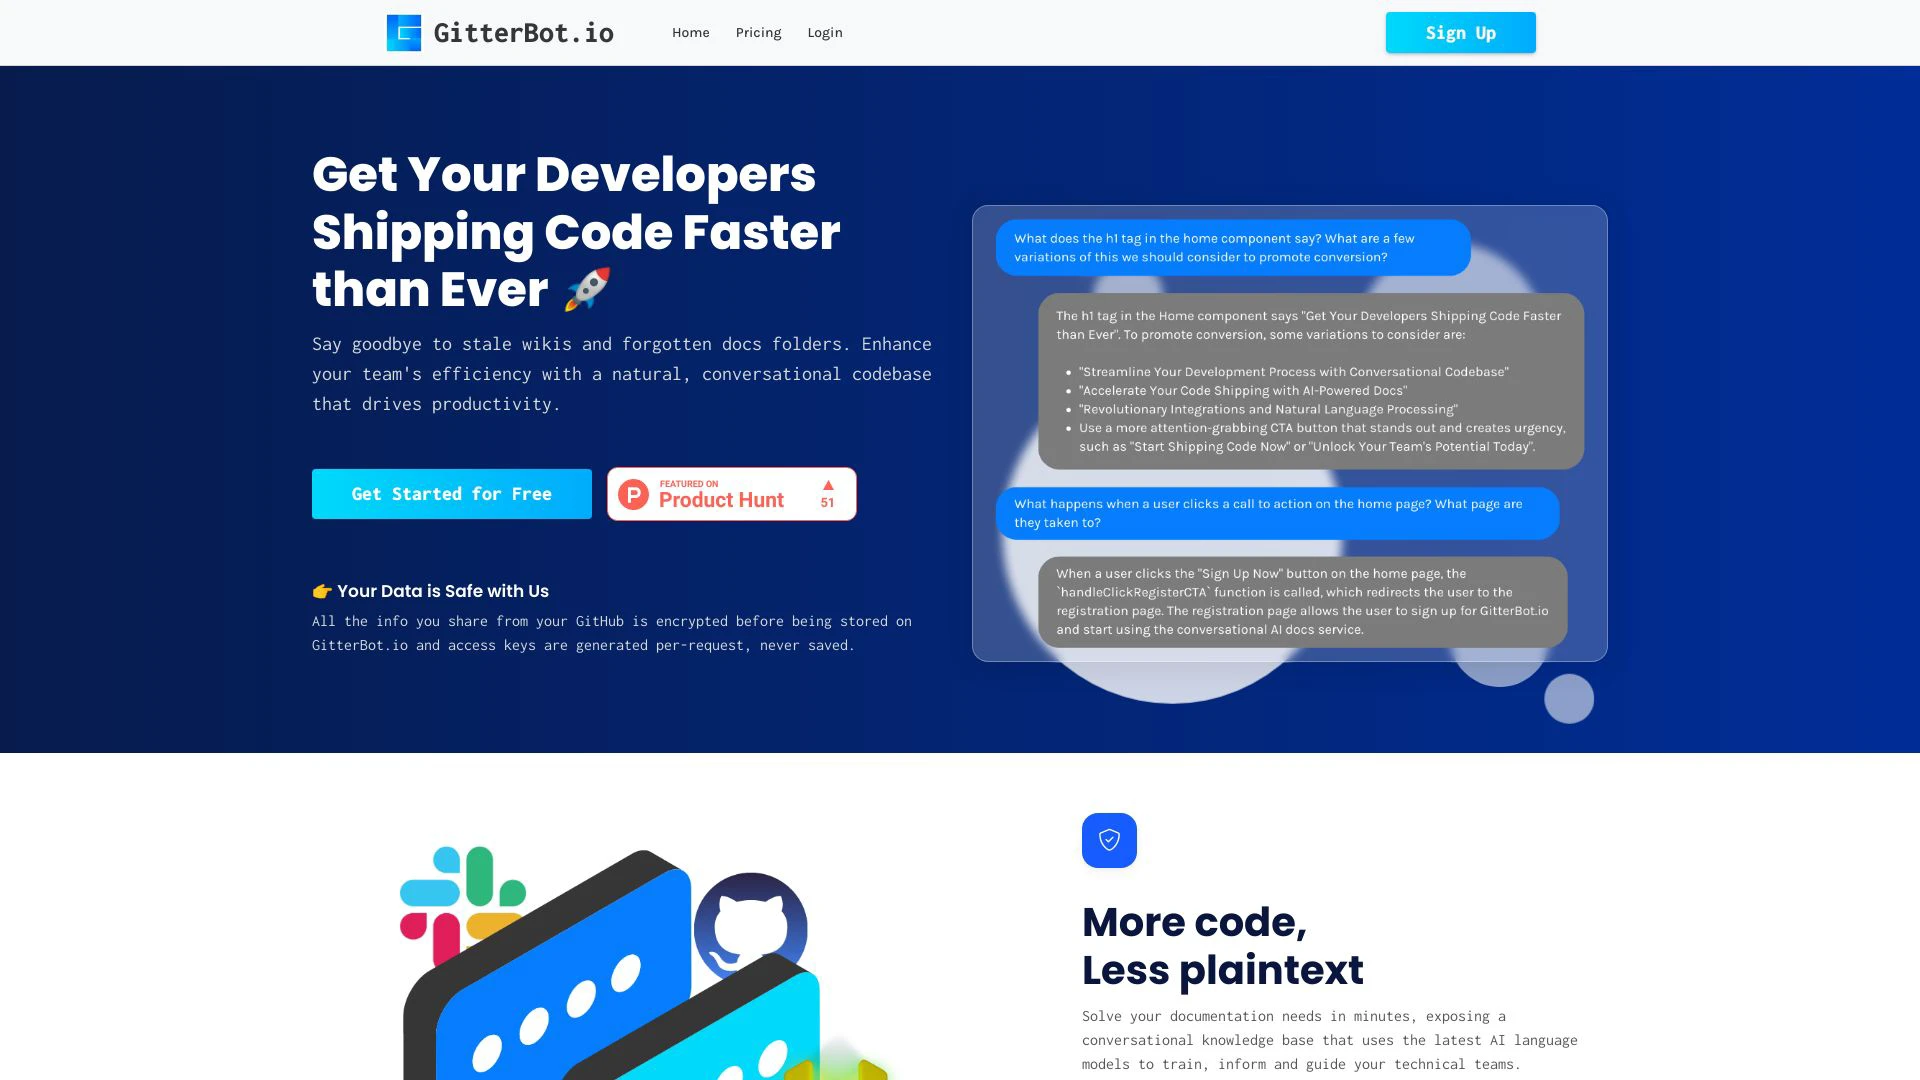 GitterBot.io
Home
Pricing
Login
Sign Up
Get Your Developers
Shipping Code Faster
than Ever 🚀
Say goodbye to stale wikis and forgotten docs folders. Enhance
your team's efficiency with a natural, conversational codebase
that drives productivity.
Get Started for Free
FEATURED ON
Product Hunt
51
👉 Your Data is Safe with Us
All the info you share from your GitHub is encrypted before being stored on
GitterBot.io and access keys are generated per-request, never saved.
What does the h1 tag in the home component say? What are a few
variations of this we should consider to promote conversion?
The h1 tag in the Home component says "Get Your Developers Shipping Code Faster
than Ever". To promote conversion, some variations to consider are:
• "Streamline Your Development Process with Conversational Codebase"
• "Accelerate Your Code Shipping with AI-Powered Docs"
• "Revolutionary Integrations and Natural Language Processing"
• Use a more attention-grabbing CTA button that stands out and creates urgency,
such as "Start Shipping Code Now" or "Unlock Your Team's Potential Today".
What happens when a user clicks a call to action on the home page? What page are
they taken to?
When a user clicks the "Sign Up Now" button on the home page, the
`handleClickRegisterCTA` function is called, which redirects the user to the
registration page. The registration page allows the user to sign up for GitterBot.io
and start using the conversational AI docs service.
More code,
Less plaintext
Solve your documentation needs in minutes, exposing a
conversational knowledge base that uses the latest AI language
models to train, inform and guide your technical teams.